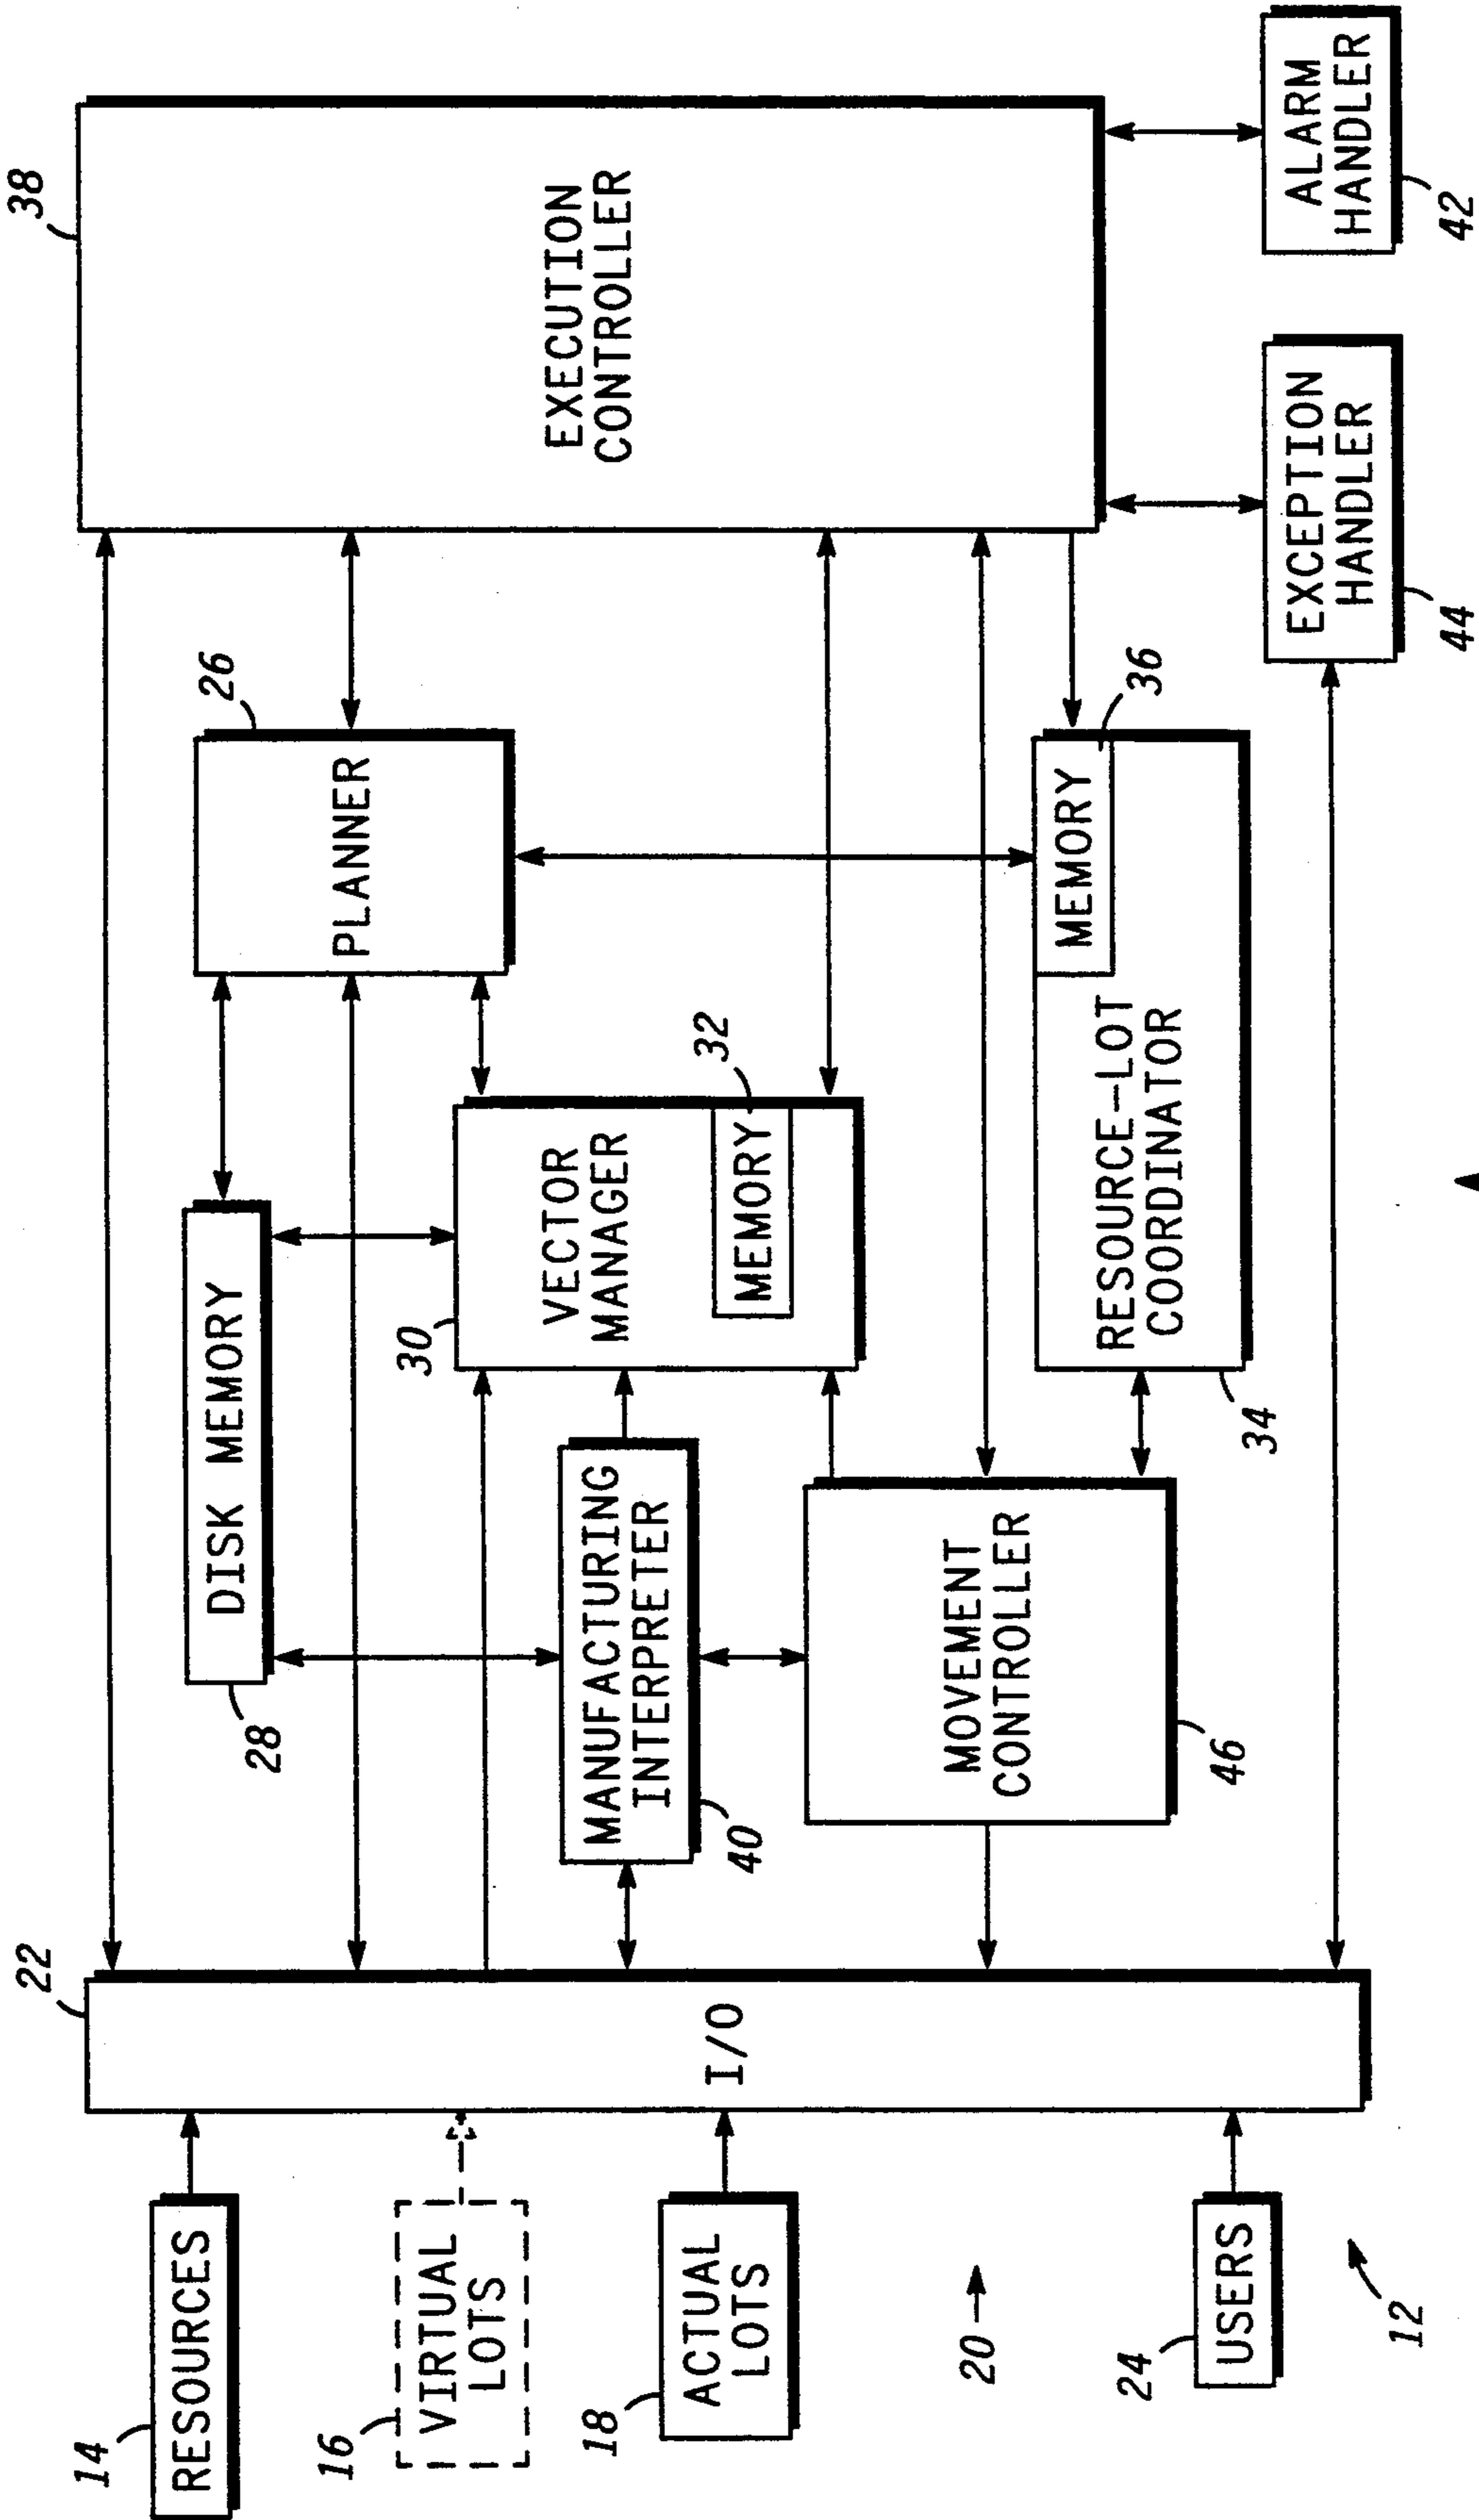 38
EXECUTION
CONTROLLER
ALARM
HANDLER
42
EXCEPTION
HANDLER
44
26
PLANNER
MEMORY
36
RESOURCE-LOT
COORDINATOR
34
DISK MEMORY
28
VECTOR
MANAGER
30
MEMORY
32
MANUFACTURING
INTERPRETER
40
MOVEMENT
CONTROLLER
46
22
I/O
14
RESOURCES
16
VIRTUAL
LOTS
18
ACTUAL
LOTS
20
24
USERS
12